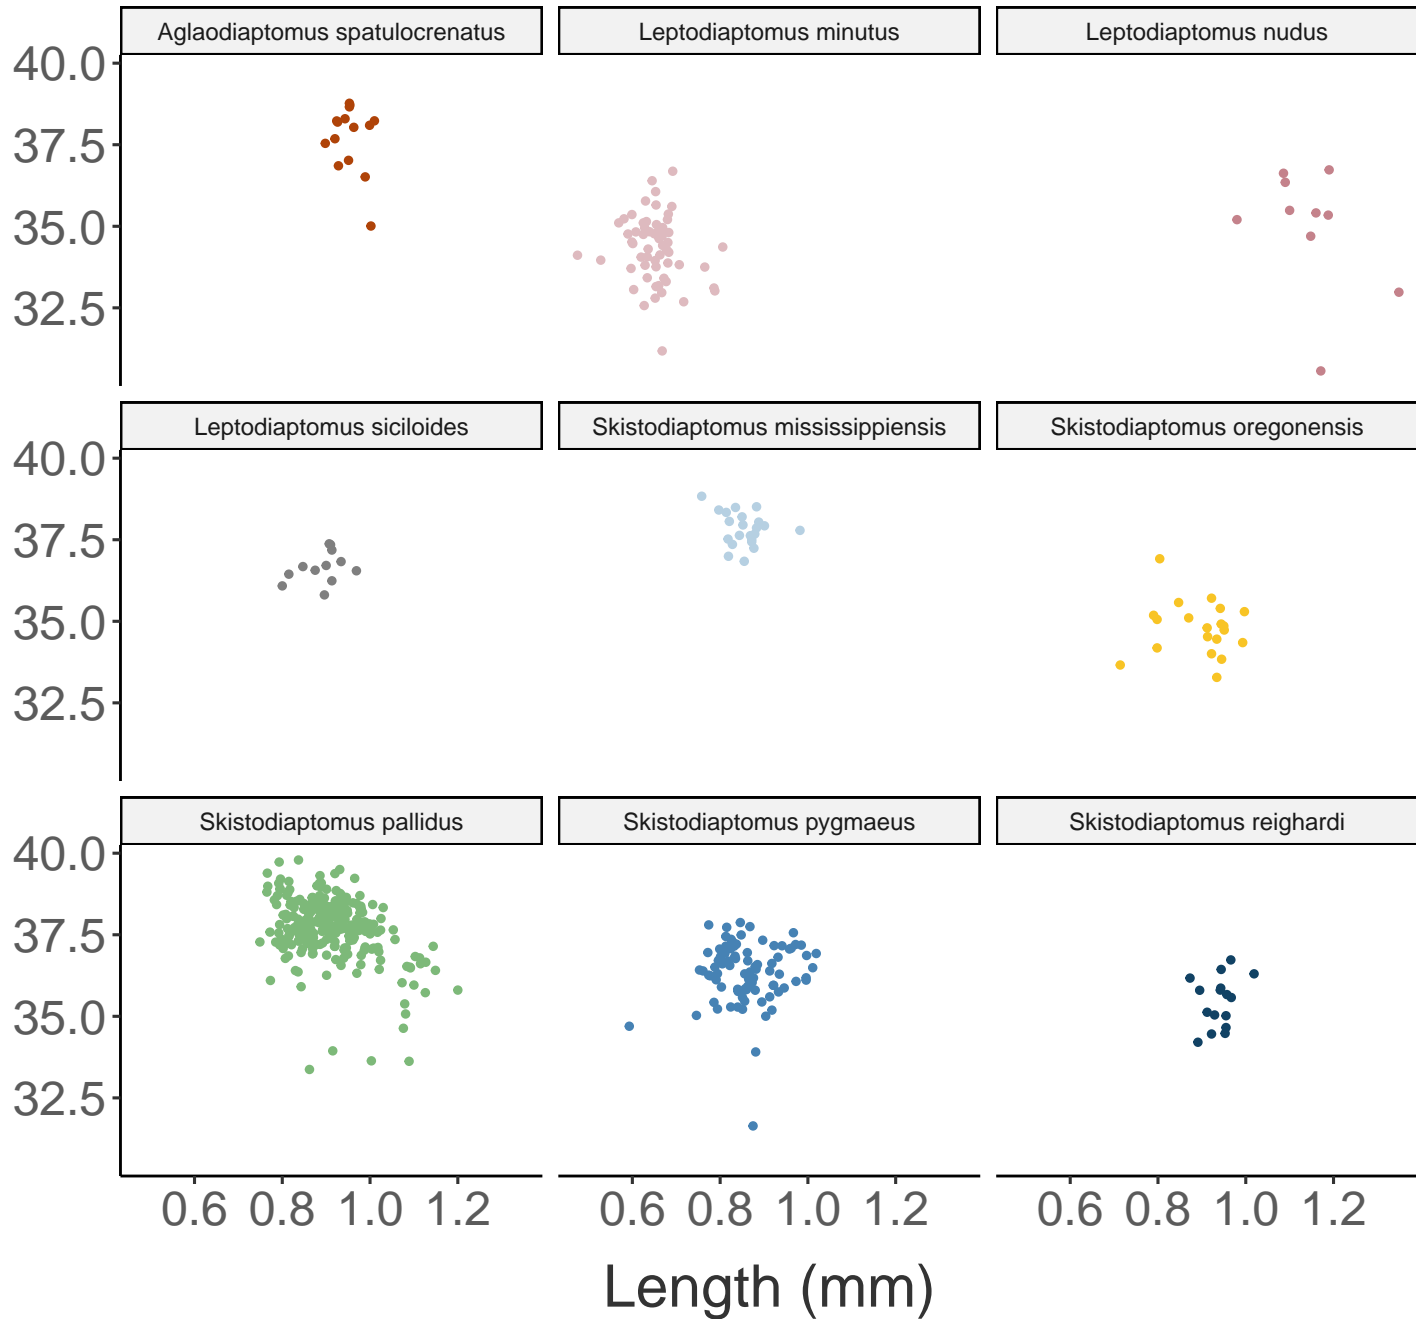 Aglaodiaptomus spatulocrenatus Leptodiaptomus minutus Leptodiaptomus nudus
40.0
37.5
35.0
32.5
Leptodiaptomus siciloides Skistodiaptomus mississippiensis Skistodiaptomus oregonensis
40.0
37.5
35.0
32.5
Skistodiaptomus pallidus Skistodiaptomus pygmaeus Skistodiaptomus reighardi
40.0
37.5
35.0
32.5
0.6 0.8 1.0 1.2 0.6 0.8 1.0 1.2 0.6 0.8 1.0 1.2
Length (mm)